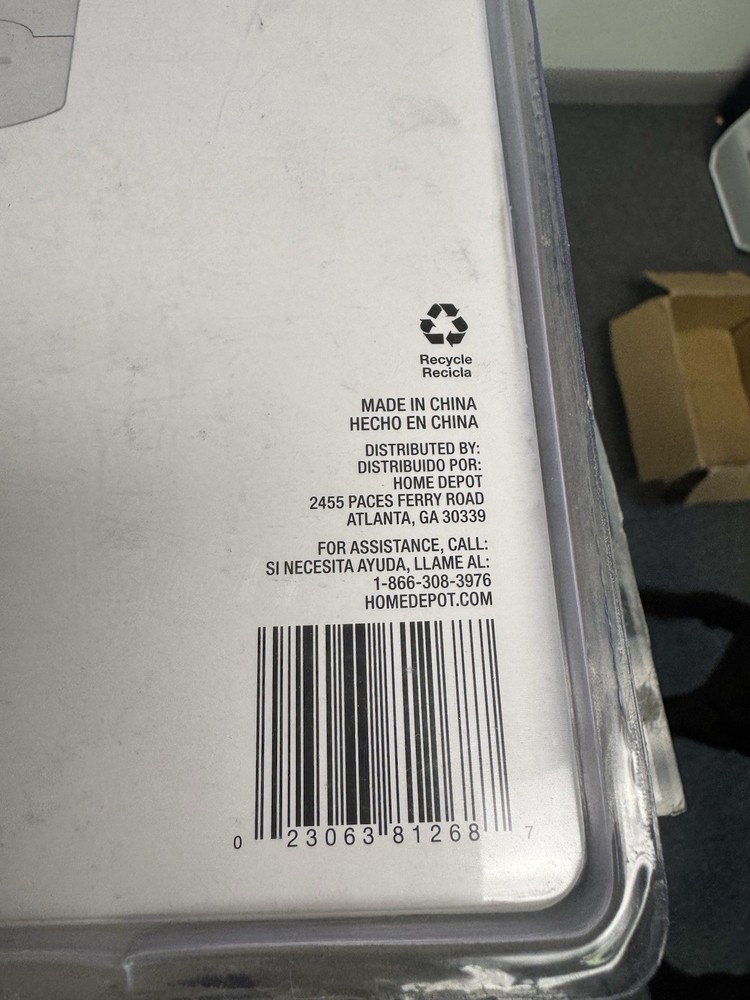 Recycle
Recicla
MADE IN CHINA
HECHO EN CHINA
DISTRIBUTED BY:
DISTRIBUIDO POR:
HOME DEPOT
2455 PACES FERRY ROAD
ATLANTA, GA 30339
FOR ASSISTANCE, CALL:
SI NECESITA AYUDA, LLAME AL:
1-866-308-3976
HOMEDEPOT.COM
0 23063 81268 7